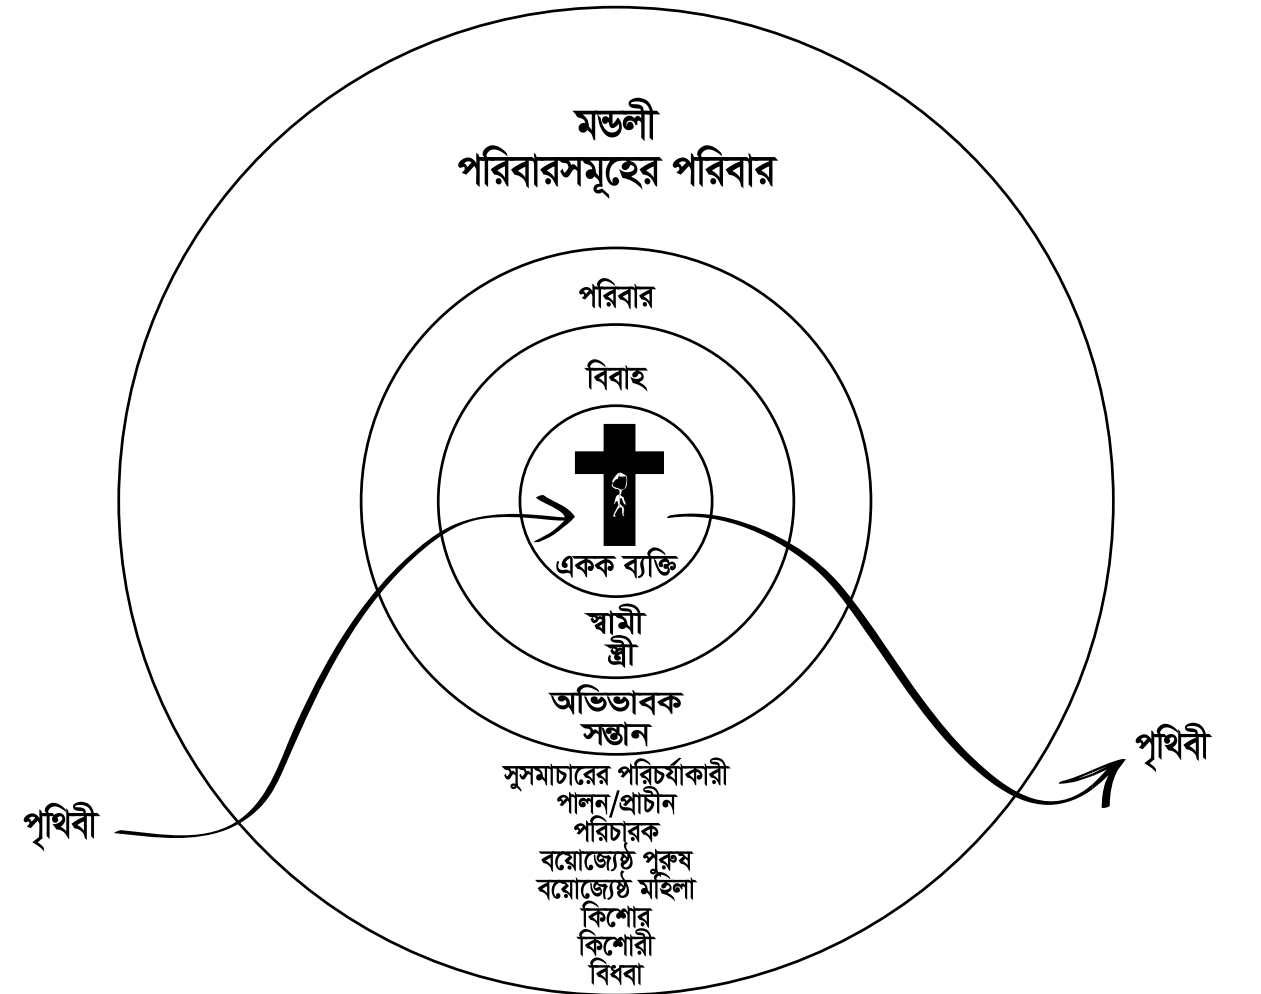 মন্ডলী
পরিবারসমূহের পরিবার
পরিবার
বিবাহ
একক ব্যক্তি
স্বামী
স্ত্রী
অভিভাবক
সন্তান
সুসমাচারের পরিচর্যাকারী
পালন/প্রাচীন
পরিচারক
বয়োজ্যেষ্ঠ পুরুষ
বয়োজ্যেষ্ঠ মহিলা
কিশোর
কিশোরী
বিধবা
পৃথিবী
পৃথিবী